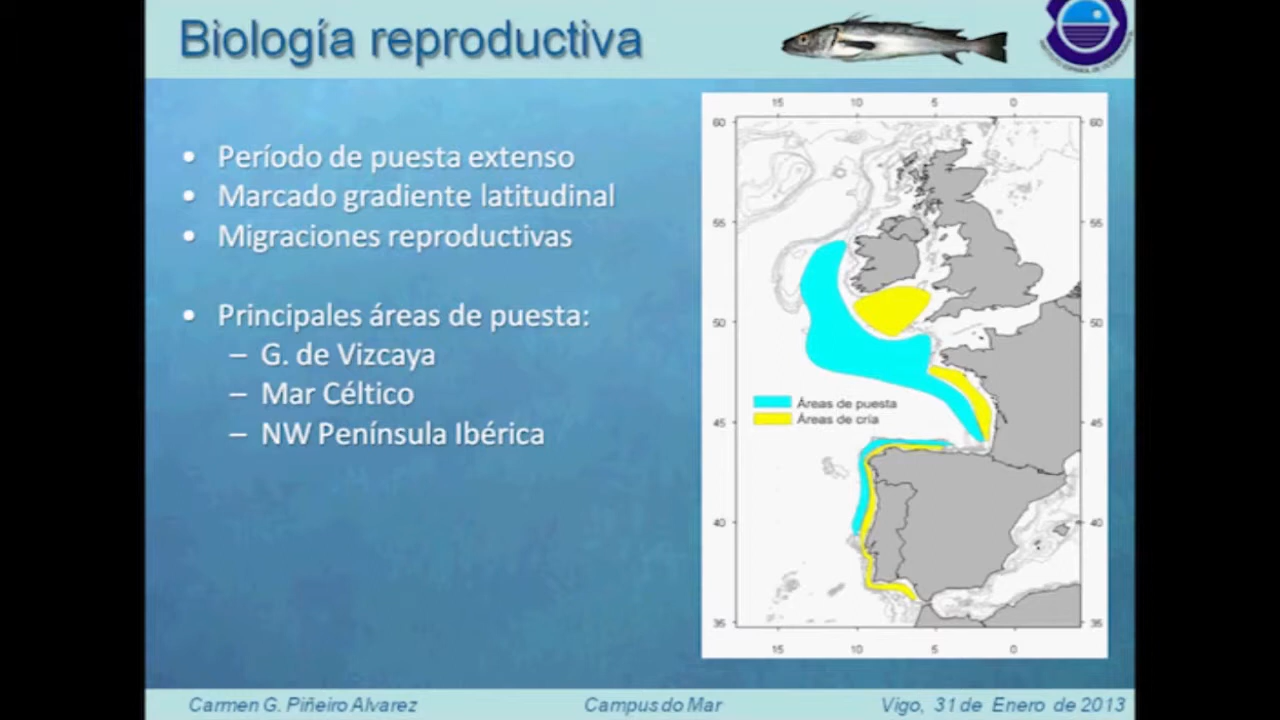 Biología reproductiva
• Período de puesta extenso
• Marcado gradiente latitudinal
• Migraciones reproductivas
• Principales áreas de puesta:
– G. de Vizcaya
– Mar Céltico
– NW Península Ibérica
15 10 5 0
60 60
55 55
50 50
Áreas de puesta
Áreas de cría
45 45
40 40
35 35
15 10 5 0
Carmen G. Piñeiro Alvarez Campus do Mar Vigo, 31 de Enero de 2013